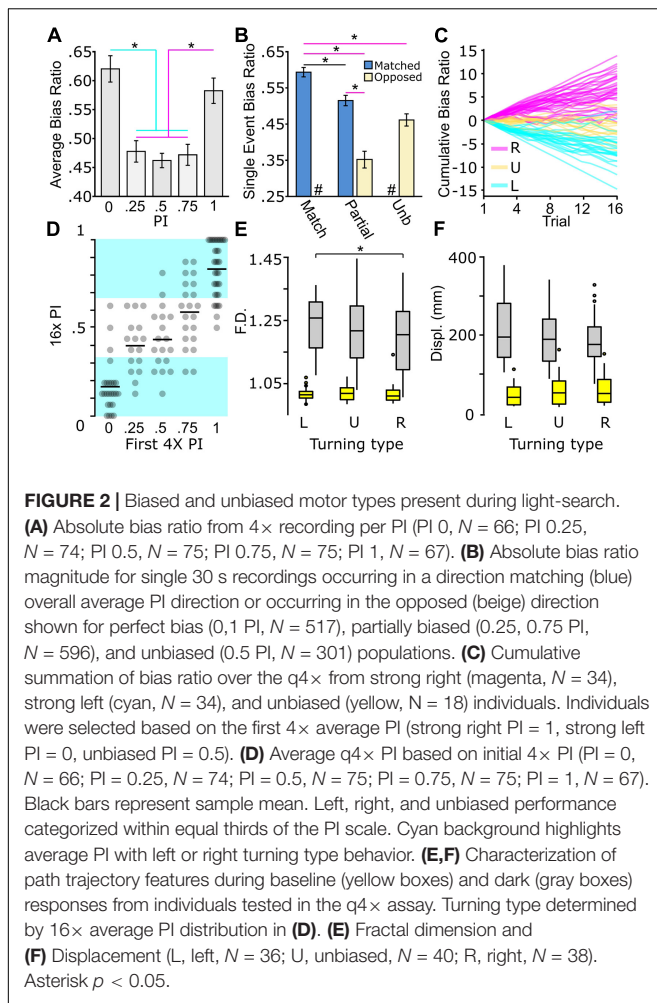 A
B
C
.65
.60
.55
.50
.45
.40
Average Bias Ratio
*
*
0 .25 .5 .75 1
PI
.65
.55
.45
.35
.25
Single Event Bias Ratio
Matched
Opposed
*
*
*
*
#
#
Match
Partial
Unb
15
10
5
0
-5
-10
-15
Cumulative Bias Ratio
R
U
L
1 4 8 12 16
Trial
D
E
F
1
.5
0
16x PI
0 .25 .5 .75 1
First 4X PI
1.45
1.25
1.05
F.D.
*
L U R
Turning type
400
200
0
Displ. (mm)
L U R
Turning type
FIGURE 2 | Biased and unbiased motor types present during light-search.
(A) Absolute bias ratio from 4× recording per PI (PI 0, N = 66; PI 0.25,
N = 74; PI 0.5, N = 75; PI 0.75, N = 75; PI 1, N = 67). (B) Absolute bias ratio
magnitude for single 30 s recordings occurring in a direction matching (blue)
overall average PI direction or occurring in the opposed (beige) direction
shown for perfect bias (0,1 PI, N = 517), partially biased (0.25, 0.75 PI,
N = 596), and unbiased (0.5 PI, N = 301) populations. (C) Cumulative
summation of bias ratio over the q4× from strong right (magenta, N = 34),
strong left (cyan, N = 34), and unbiased (yellow, N = 18) individuals. Individuals
were selected based on the first 4× average PI (strong right PI = 1, strong left
PI = 0, unbiased PI = 0.5). (D) Average q4× PI based on initial 4× PI (PI = 0,
N = 66; PI = 0.25, N = 74; PI = 0.5, N = 75; PI = 0.75, N = 75; PI = 1, N = 67).
Black bars represent sample mean. Left, right, and unbiased performance
categorized within equal thirds of the PI scale. Cyan background highlights
average PI with left or right turning type behavior. (E,F) Characterization of
path trajectory features during baseline (yellow boxes) and dark (gray boxes)
responses from individuals tested in the q4× assay. Turning type determined
by 16× average PI distribution in (D). (E) Fractal dimension and
(F) Displacement (L, left, N = 36; U, unbiased, N = 40; R, right, N = 38).
Asterisk p < 0.05.